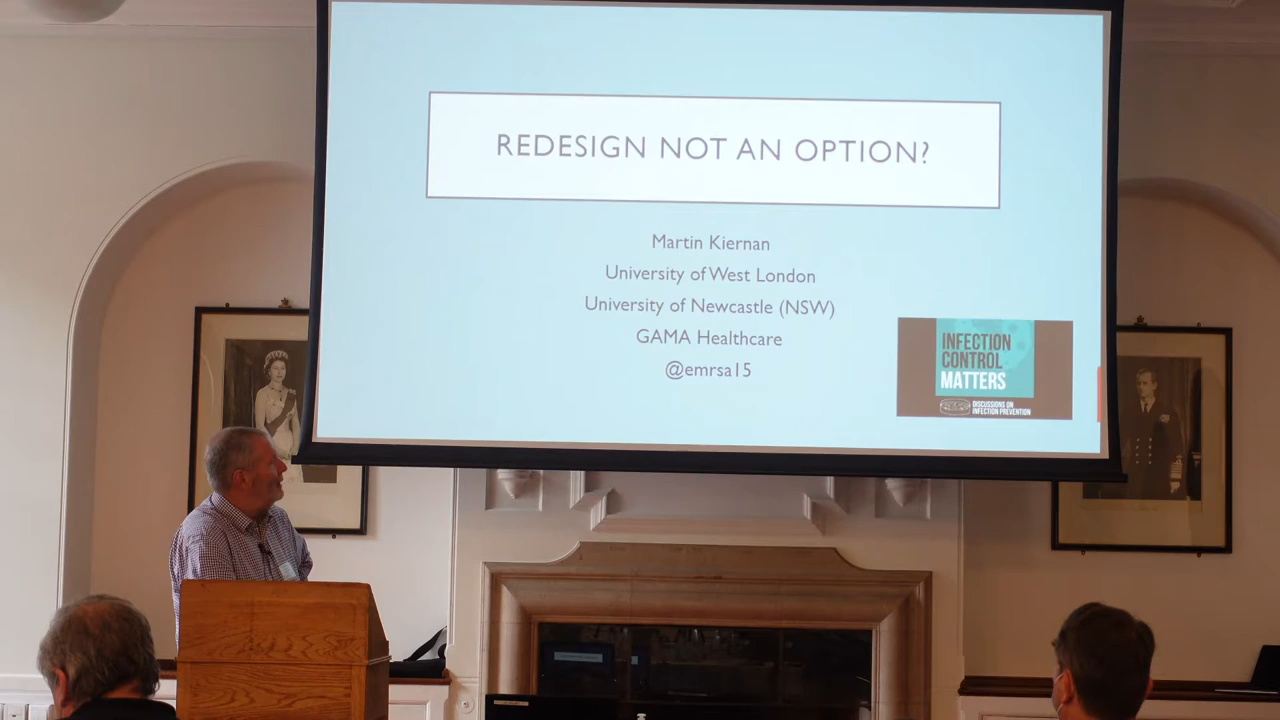 REDESIGN NOT AN OPTION?
Martin Kiernan
University of West London
University of Newcastle (NSW)
GAMA Healthcare
@emrsa15
INFECTION
CONTROL
MATTERS
DISCUSSIONS ON
INFECTION PREVENTION